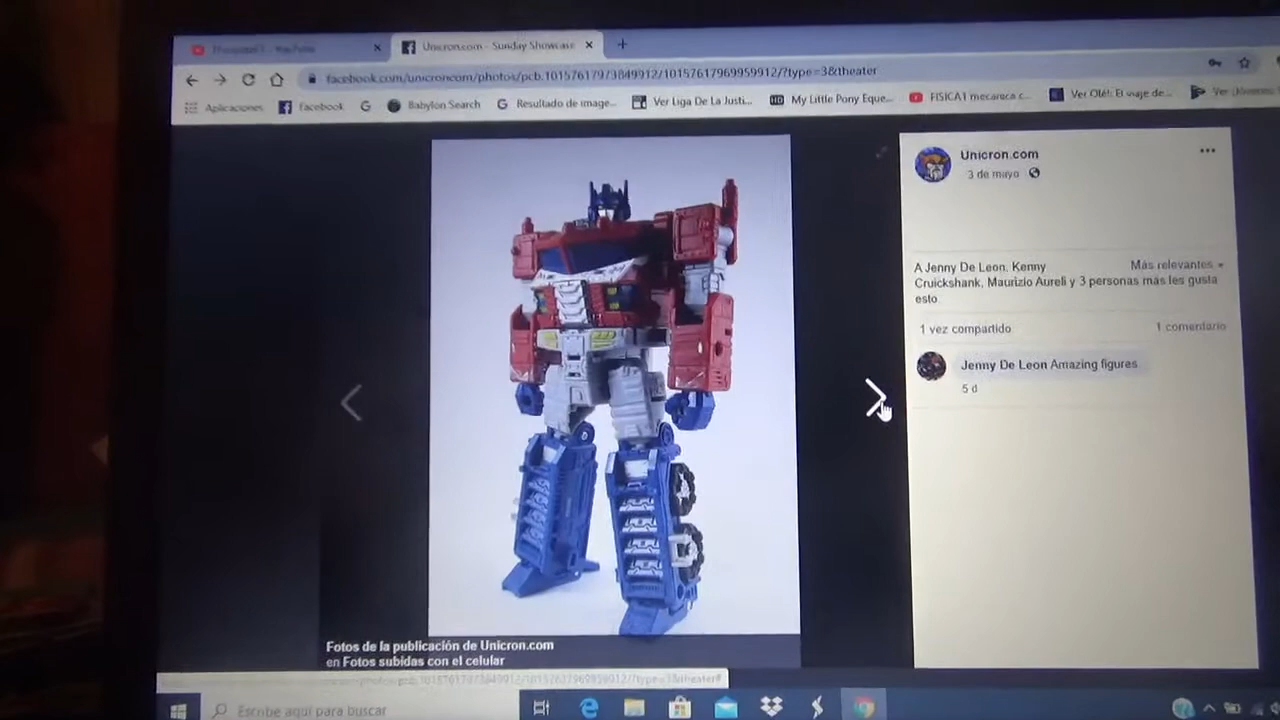 YouTube
Unicron.com - Sunday Showcase
facebook.com/unicroncom/photos/pcb.10157617973849912/10157617969959912/?type=3&theater
Aplicaciones
facebook
Babylon Search
Resultado de image...
Ver Liga De La Justi...
HD
My Little Pony Eque...
FISICA I mecanica c...
Ver Olé!: El viaje de...
Ver
Unicron.com
3 de mayo
A Jenny De Leon, Kenny
Cruickshank, Maurizio Aureli y 3 personas más les gusta
esto.
Más relevantes
1 vez compartido
1 comentario
Jenny De Leon Amazing figures
5 d
Fotos de la publicación de Unicron.com
en Fotos subidas con el celular
Escribe aquí para buscar